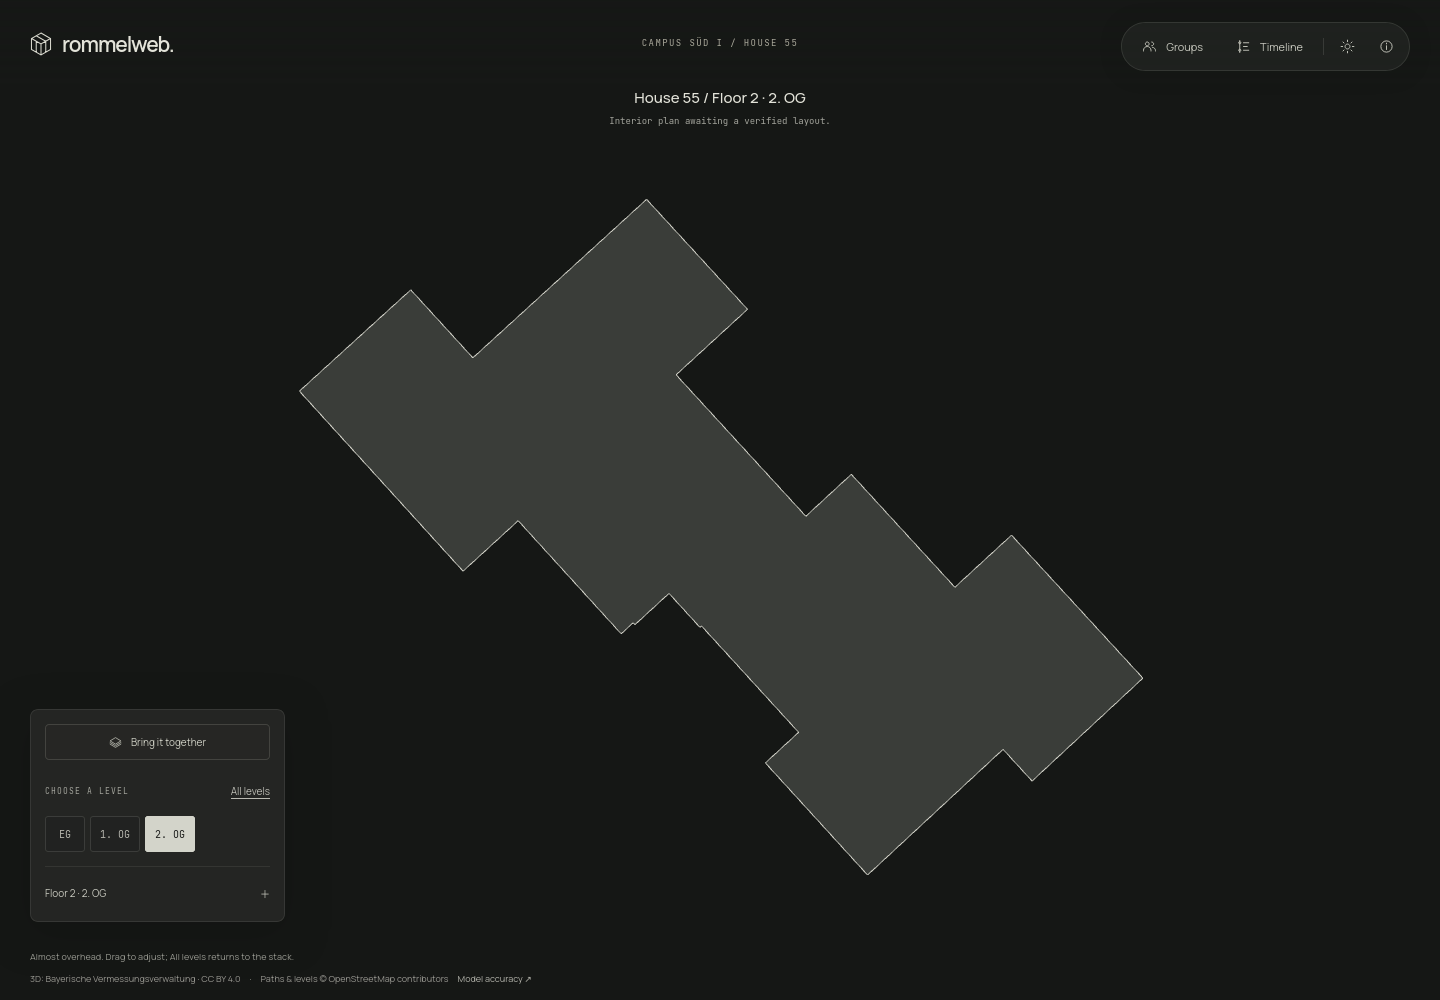 rommelweb.
CAMPUS SÜD I / HOUSE 55
Groups
Timeline
House 55 / Floor 2 · 2. OG
Interior plan awaiting a verified layout.
Bring it together
CHOOSE A LEVEL
All levels
EG
1. OG
2. OG
Floor 2 · 2. OG
Almost overhead. Drag to adjust; All levels returns to the stack.
3D: Bayerische Vermessungsverwaltung · CC BY 4.0 · Paths & levels © OpenStreetMap contributors Model accuracy ↗